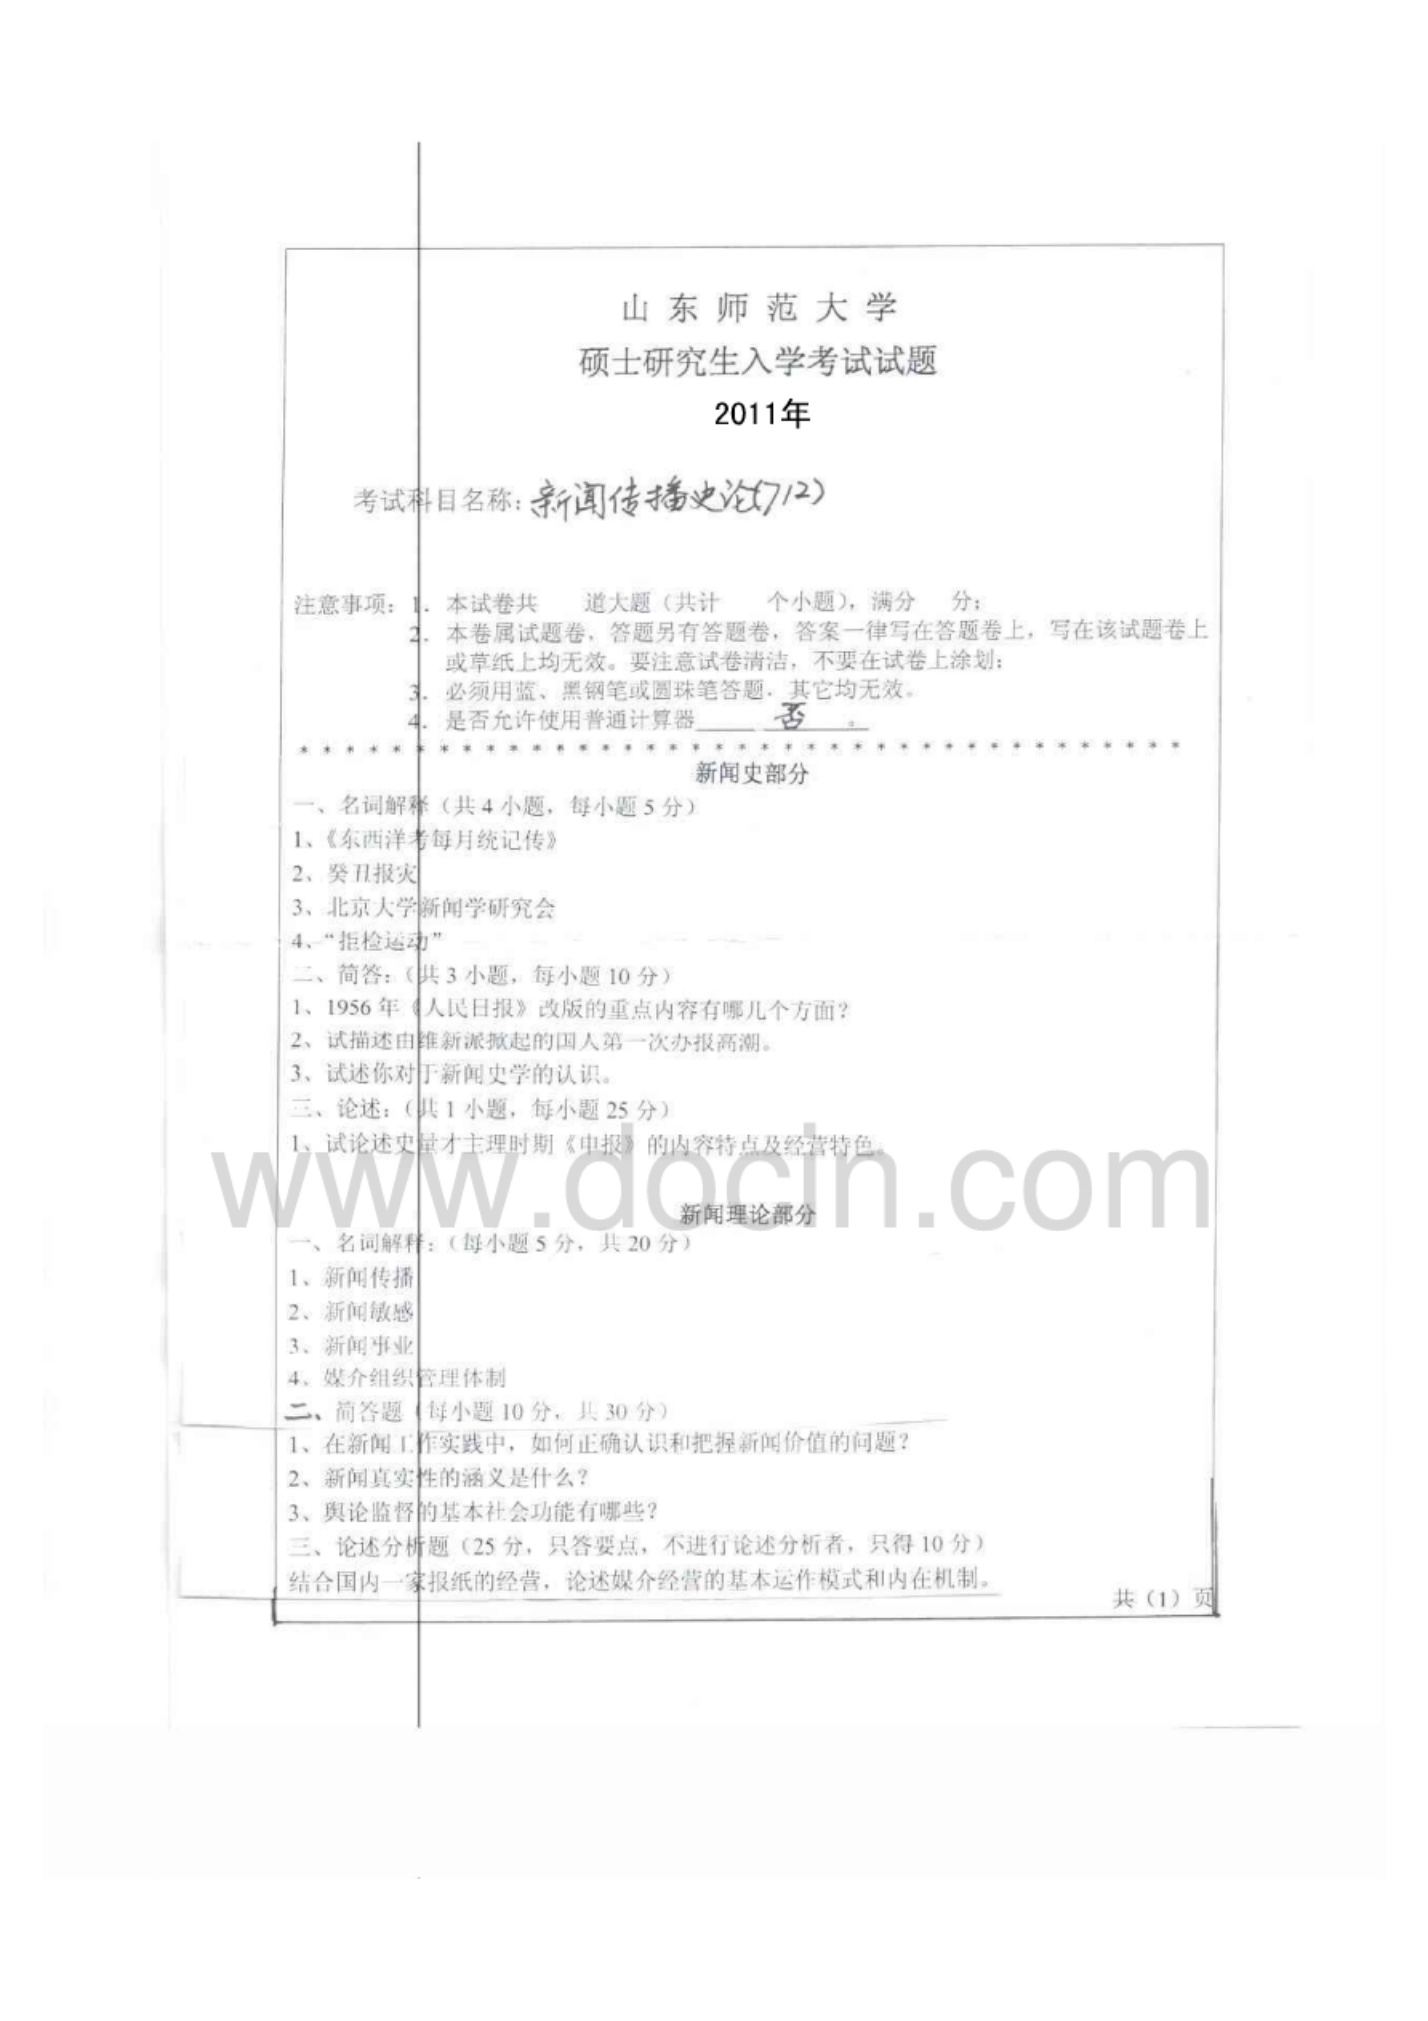 山东师范大学
硕士研究生入学考试试题
2011年
考试科目名称：新闻传播史论(712)
注意事项：1．本试卷共　　道大题（共计　　个小题），满分　　分；
2．本卷属试题卷，答题另有答题卷，答案一律写在答题卷上，写在该试题卷上
或草纸上均无效。要注意试卷清洁，不要在试卷上涂划；
3．必须用蓝、黑钢笔或圆珠笔答题，其它均无效。
4．是否允许使用普通计算器____ 否 。
* * * * * * * * * * * * * * * * * * * * * * * * * * * * * * * * * * * * * * *
新闻史部分
一、名词解释（共 4 小题，每小题 5 分）
1、《东西洋考每月统记传》
2、癸丑报灾
3、北京大学新闻学研究会
4、“拒检运动”
二、简答：（共 3 小题，每小题 10 分）
1、1956 年《人民日报》改版的重点内容有哪几个方面？
2、试描述由维新派掀起的国人第一次办报高潮。
3、试述你对于新闻史学的认识。
三、论述：（共 1 小题，每小题 25 分）
1、试论述史量才主理时期《申报》的内容特点及经营特色。
www.docin.com
新闻理论部分
一、名词解释：（每小题 5 分，共 20 分）
1、新闻传播
2、新闻敏感
3、新闻事业
4、媒介组织管理体制
二、简答题（每小题 10 分，共 30 分）
1、在新闻工作实践中，如何正确认识和把握新闻价值的问题？
2、新闻真实性的涵义是什么？
3、舆论监督的基本社会功能有哪些？
三、论述分析题（25 分，只答要点，不进行论述分析者，只得 10 分）
结合国内一家报纸的经营，论述媒介经营的基本运作模式和内在机制。
共（1）页